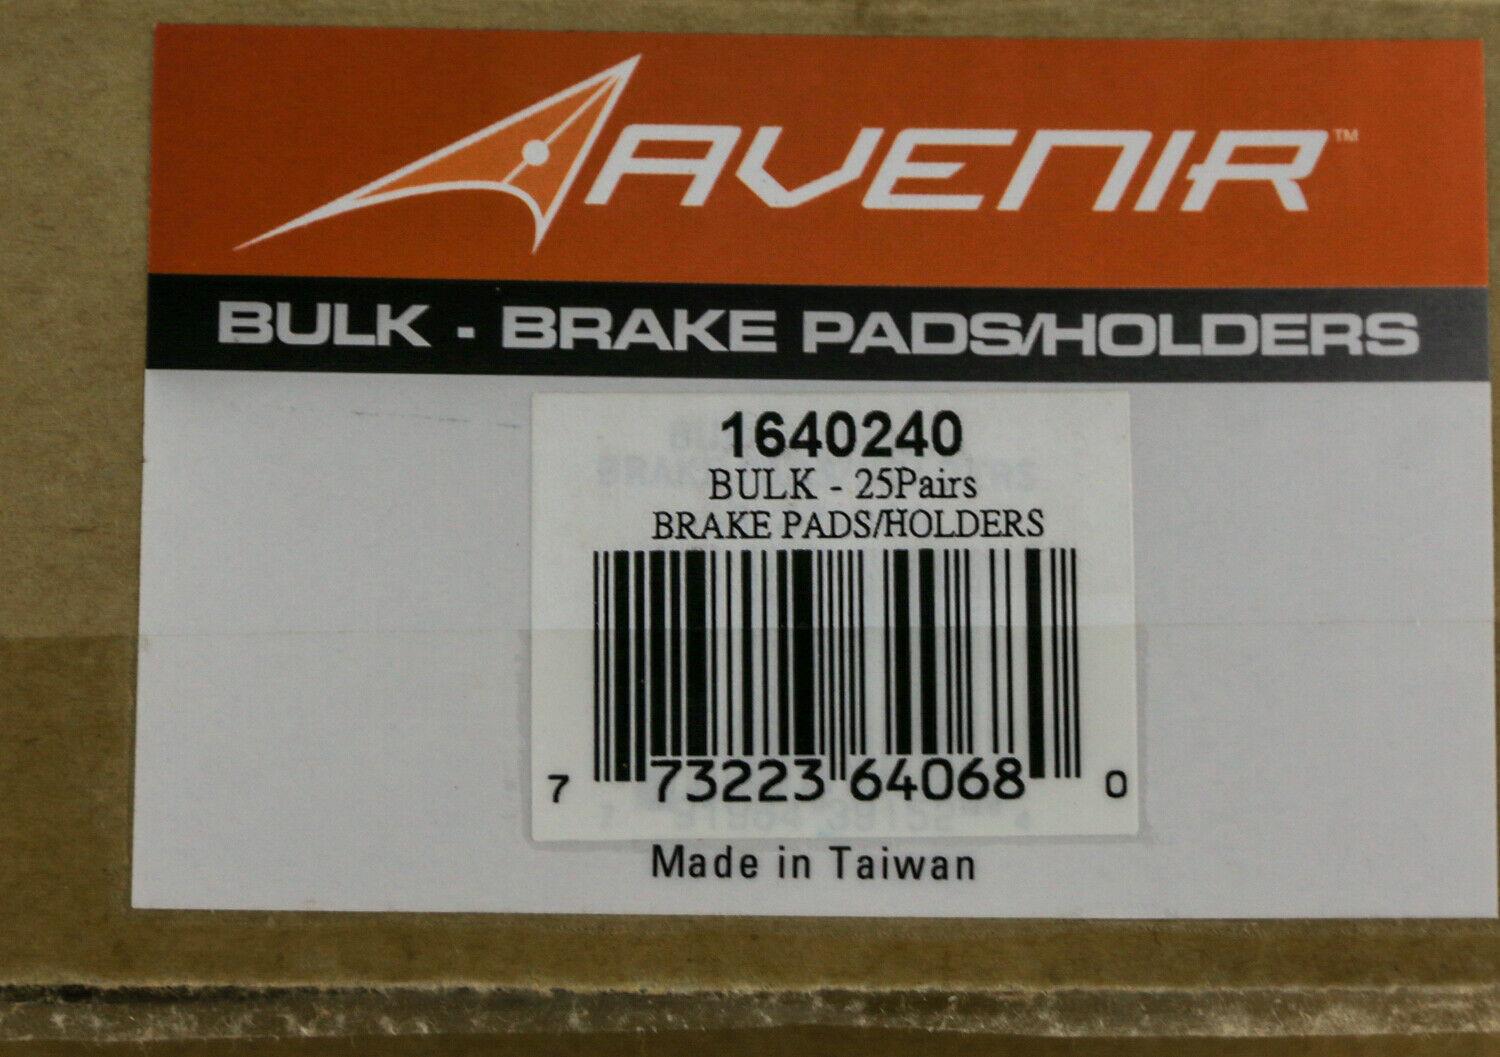 AVENIR™
BULK - BRAKE PADS/HOLDERS
1640240
BULK - 25Pairs
BRAKE PADS/HOLDERS
7 73223 64068 0
Made in Taiwan